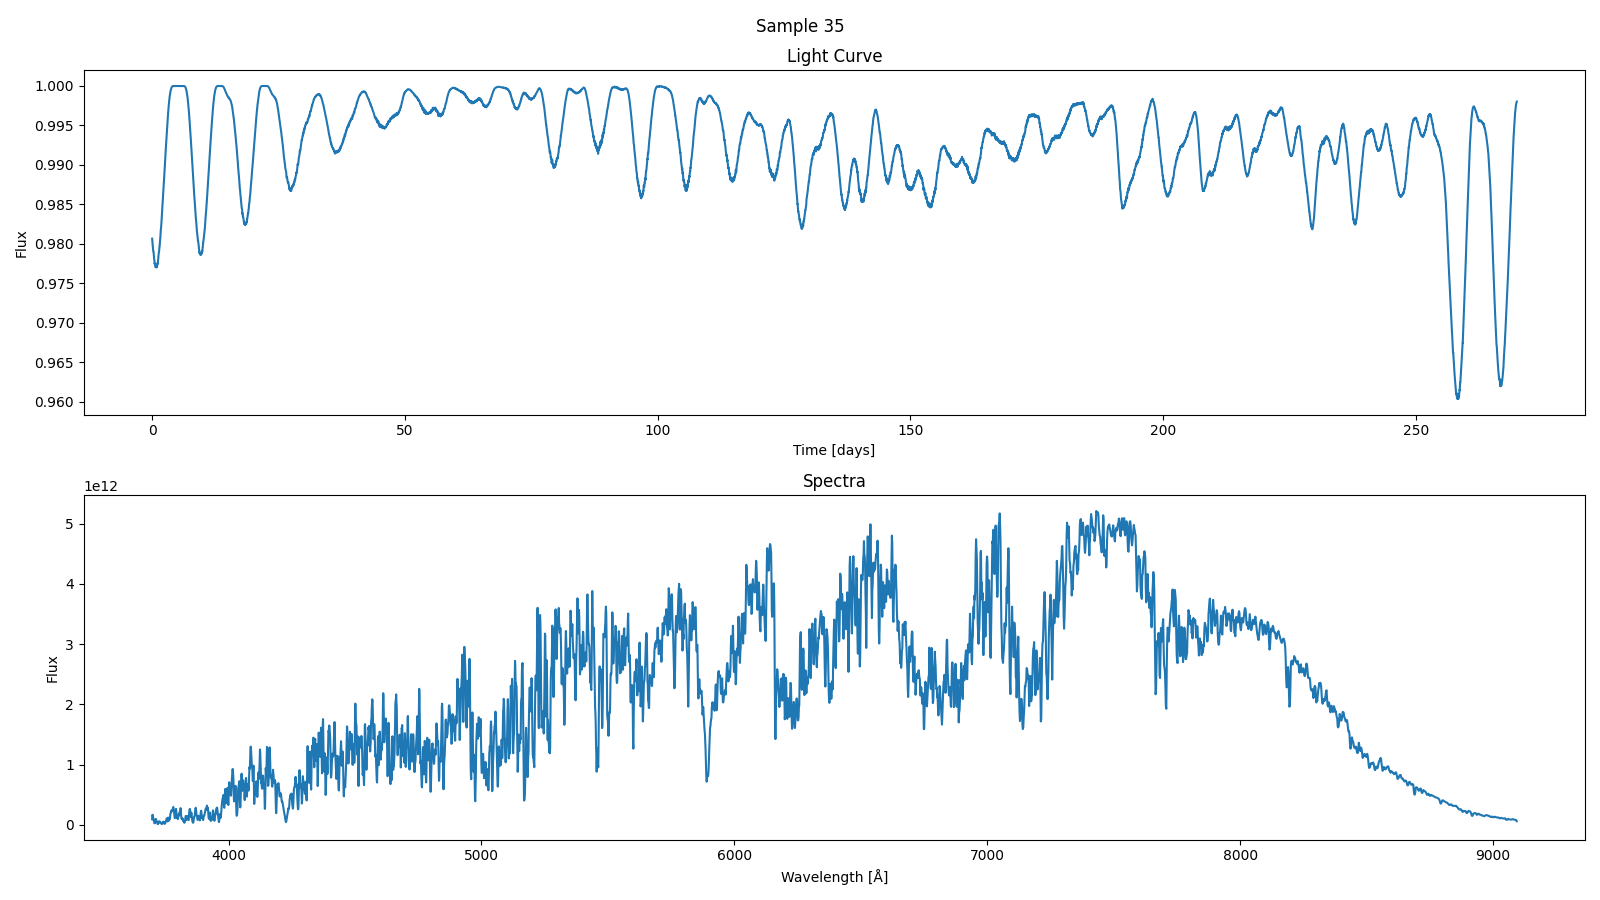 Sample 35
Light Curve
1.000
0.995
0.990
0.985
0.980
0.975
0.970
0.965
0.960
Flux
0 50 100 150 200 250
Time [days]
Spectra
1e12
5
4
3
2
1
0
Flux
4000 5000 6000 7000 8000 9000
Wavelength [Å]